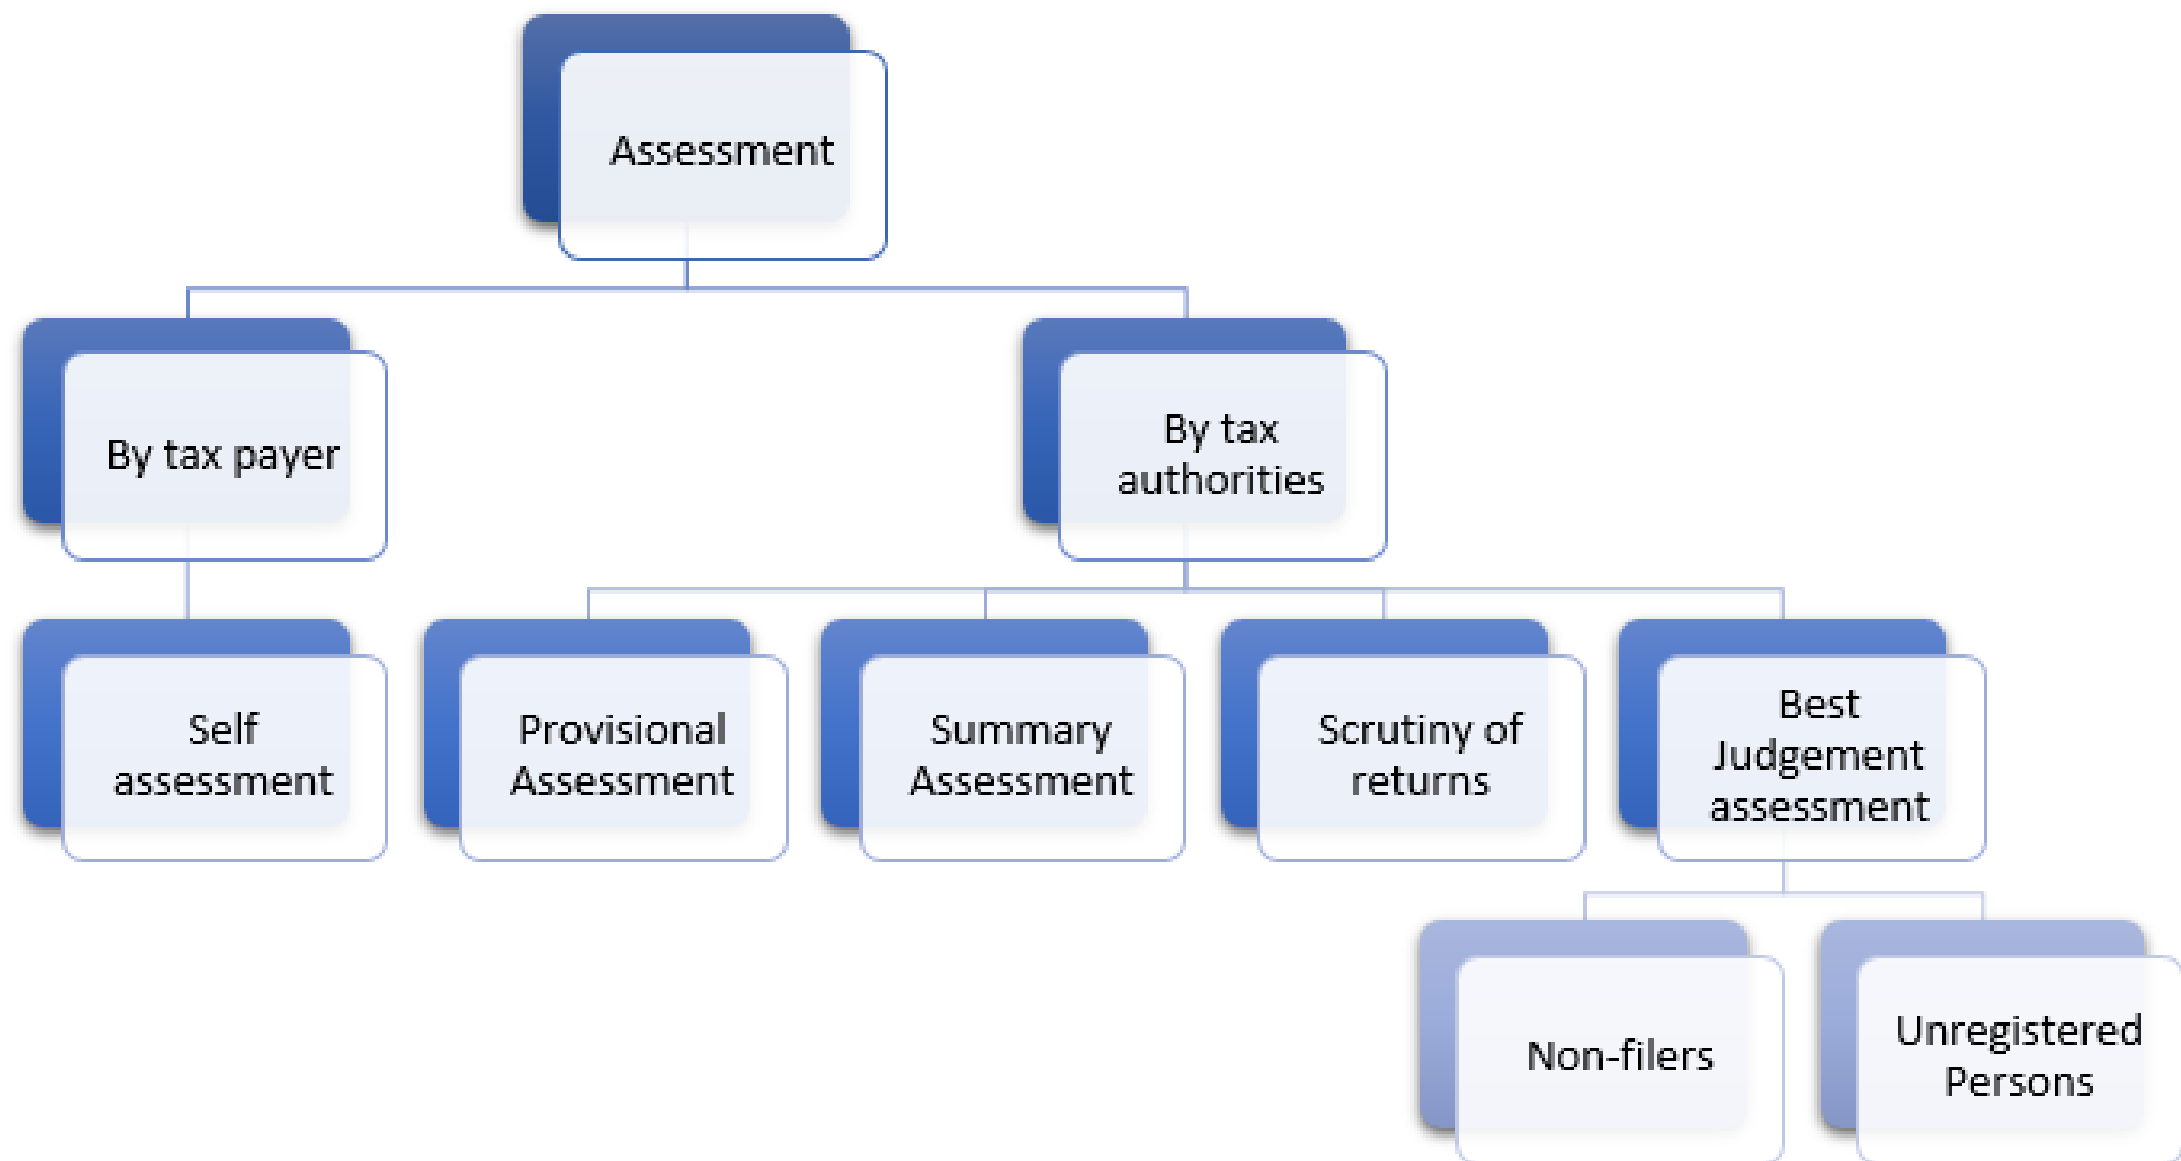 Assessment
By tax payer
By tax
authorities
Self
assessment
Provisional
Assessment
Summary
Assessment
Scrutiny of
returns
Best
Judgement
assessment
Non-filers
Unregistered
Persons